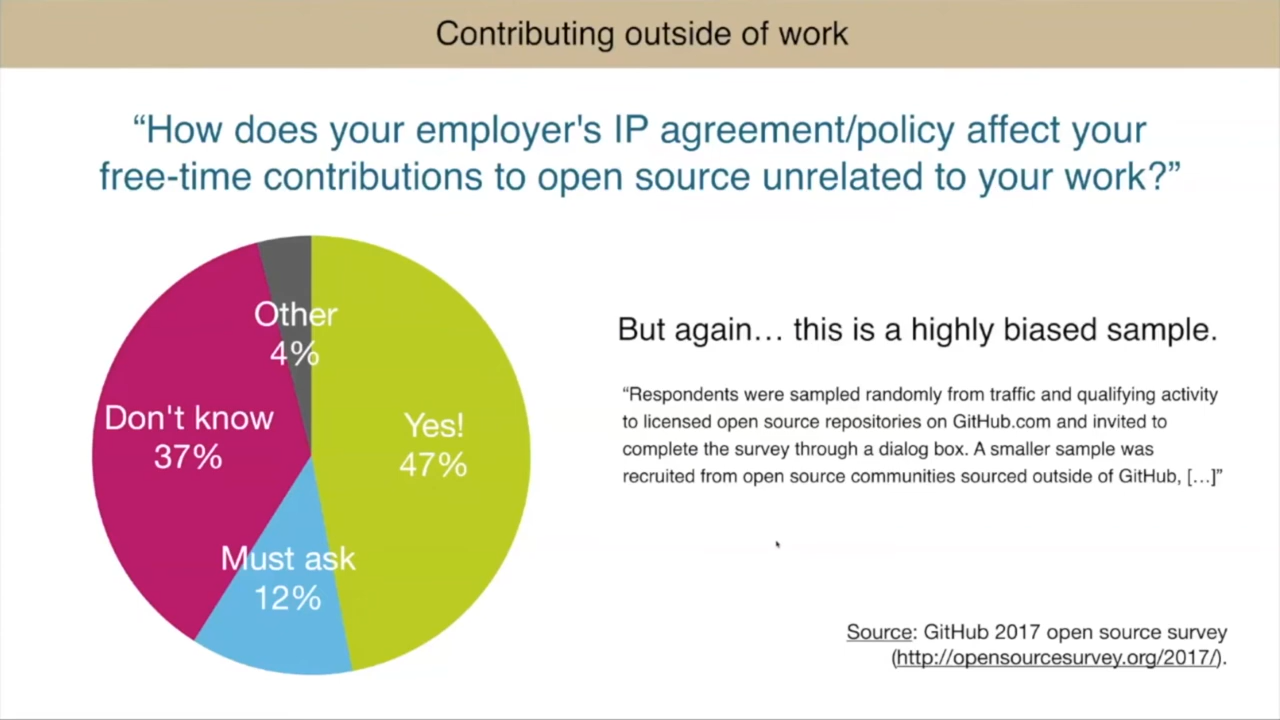 Contributing outside of work
“How does your employer's IP agreement/policy affect your
free-time contributions to open source unrelated to your work?”
Other
4%
Don't know
37%
Yes!
47%
Must ask
12%
But again… this is a highly biased sample.
“Respondents were sampled randomly from traffic and qualifying activity
to licensed open source repositories on GitHub.com and invited to
complete the survey through a dialog box. A smaller sample was
recruited from open source communities sourced outside of GitHub, […]”
Source: GitHub 2017 open source survey
(http://opensourcesurvey.org/2017/).